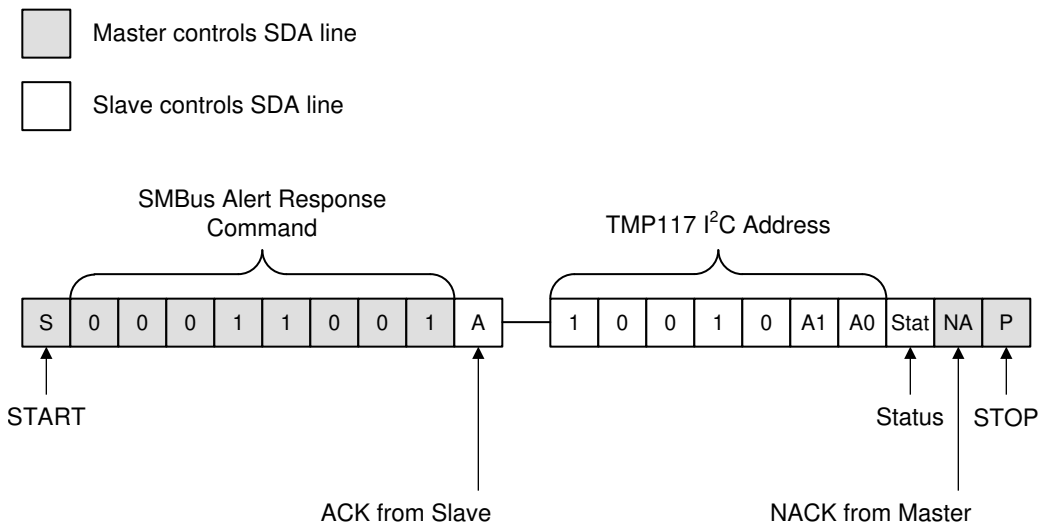 Master controls SDA line
Slave controls SDA line
SMBus Alert Response
Command
TMP117 I²C Address
S 0 0 0 1 1 0 0 1 A 1 0 0 1 0 A1 A0 Stat NA P
START
Status
STOP
ACK from Slave
NACK from Master